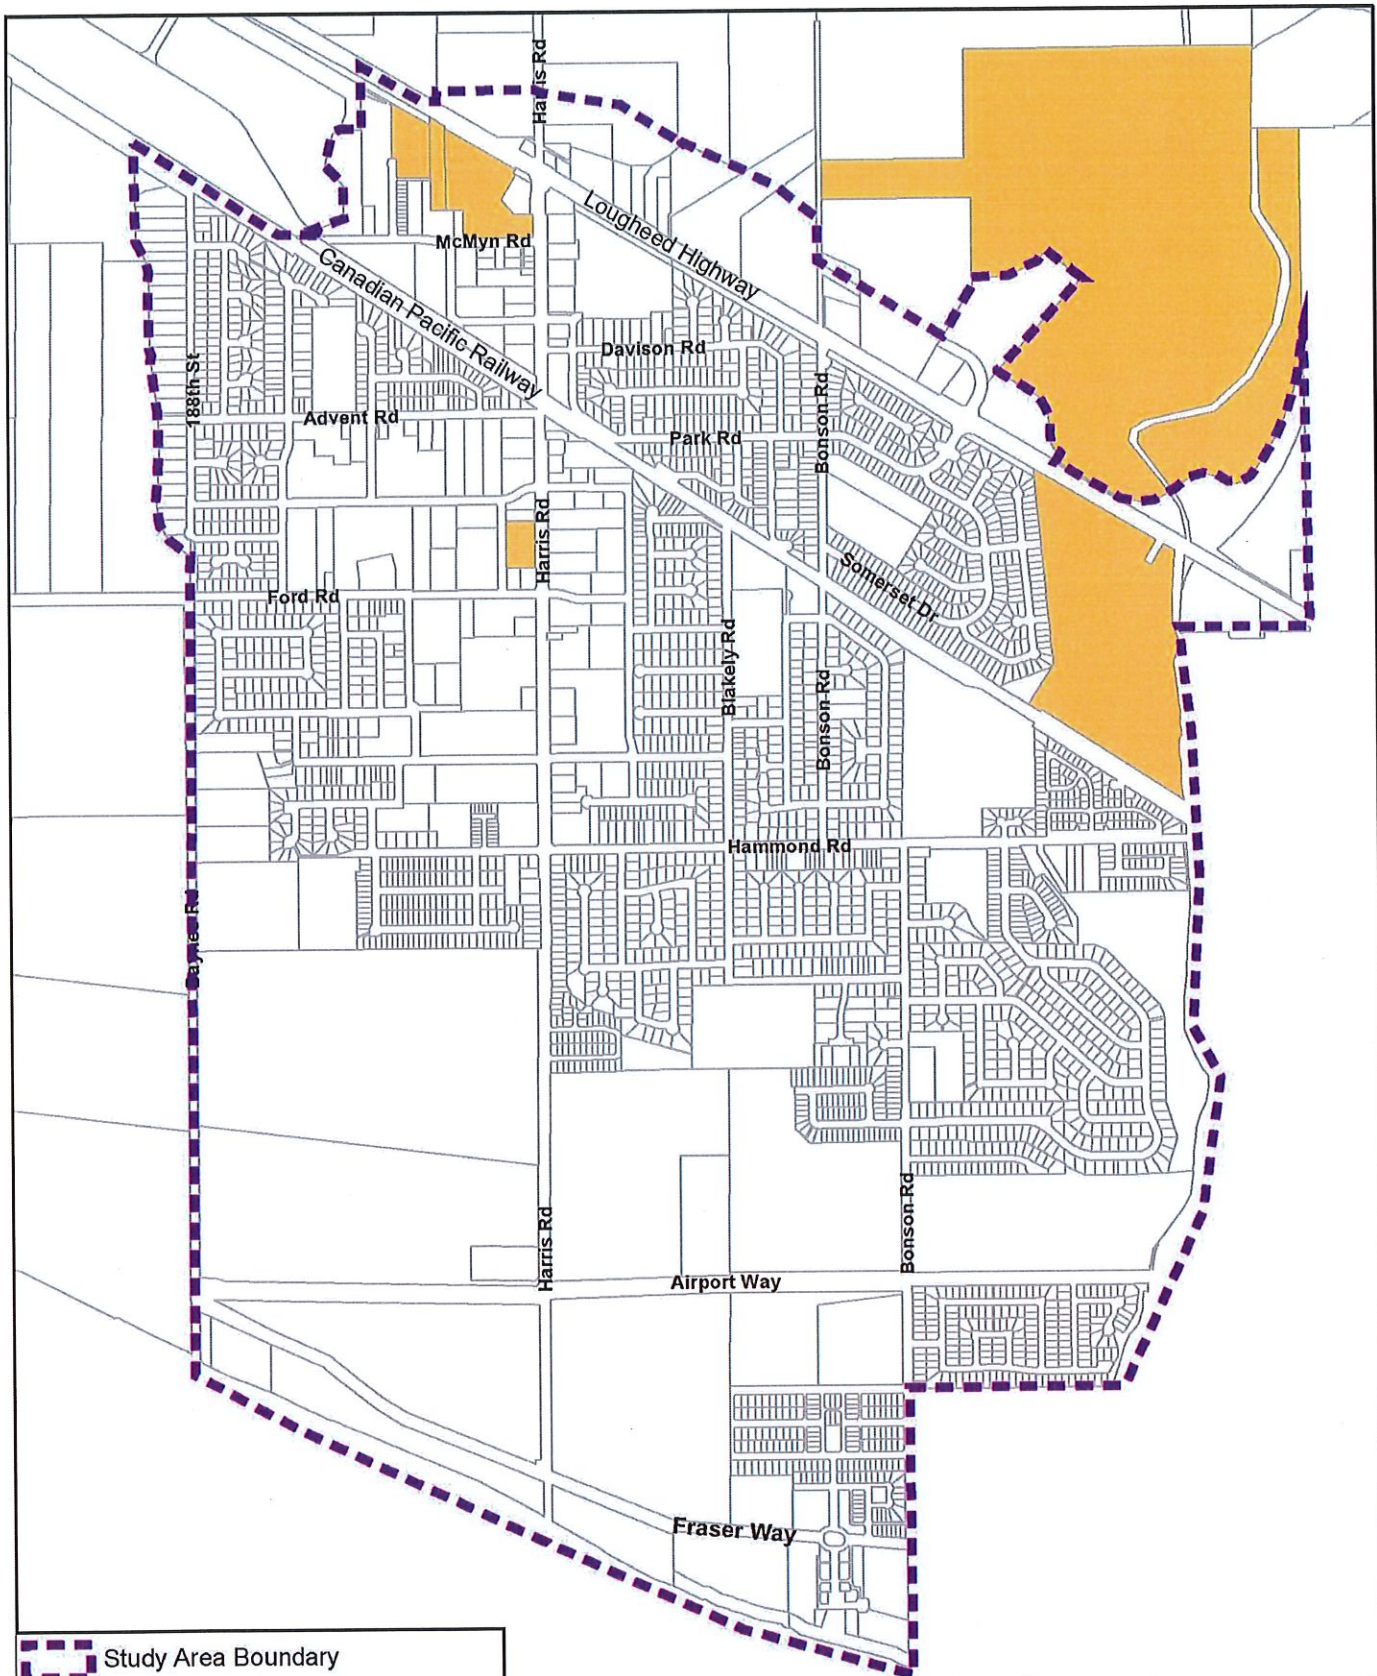 Harris Rd
Lougheed Highway
McMyn Rd
Canadian Pacific Railway
Davison Rd
188th St
Bonson Rd
Advent Rd
Park Rd
Harris Rd
Somerset Dr
Ford Rd
Blakely Rd
Bonson Rd
Hammond Rd
Baynes Rd
Bonson Rd
Harris Rd
Airport Way
Fraser Way
Study Area Boundary